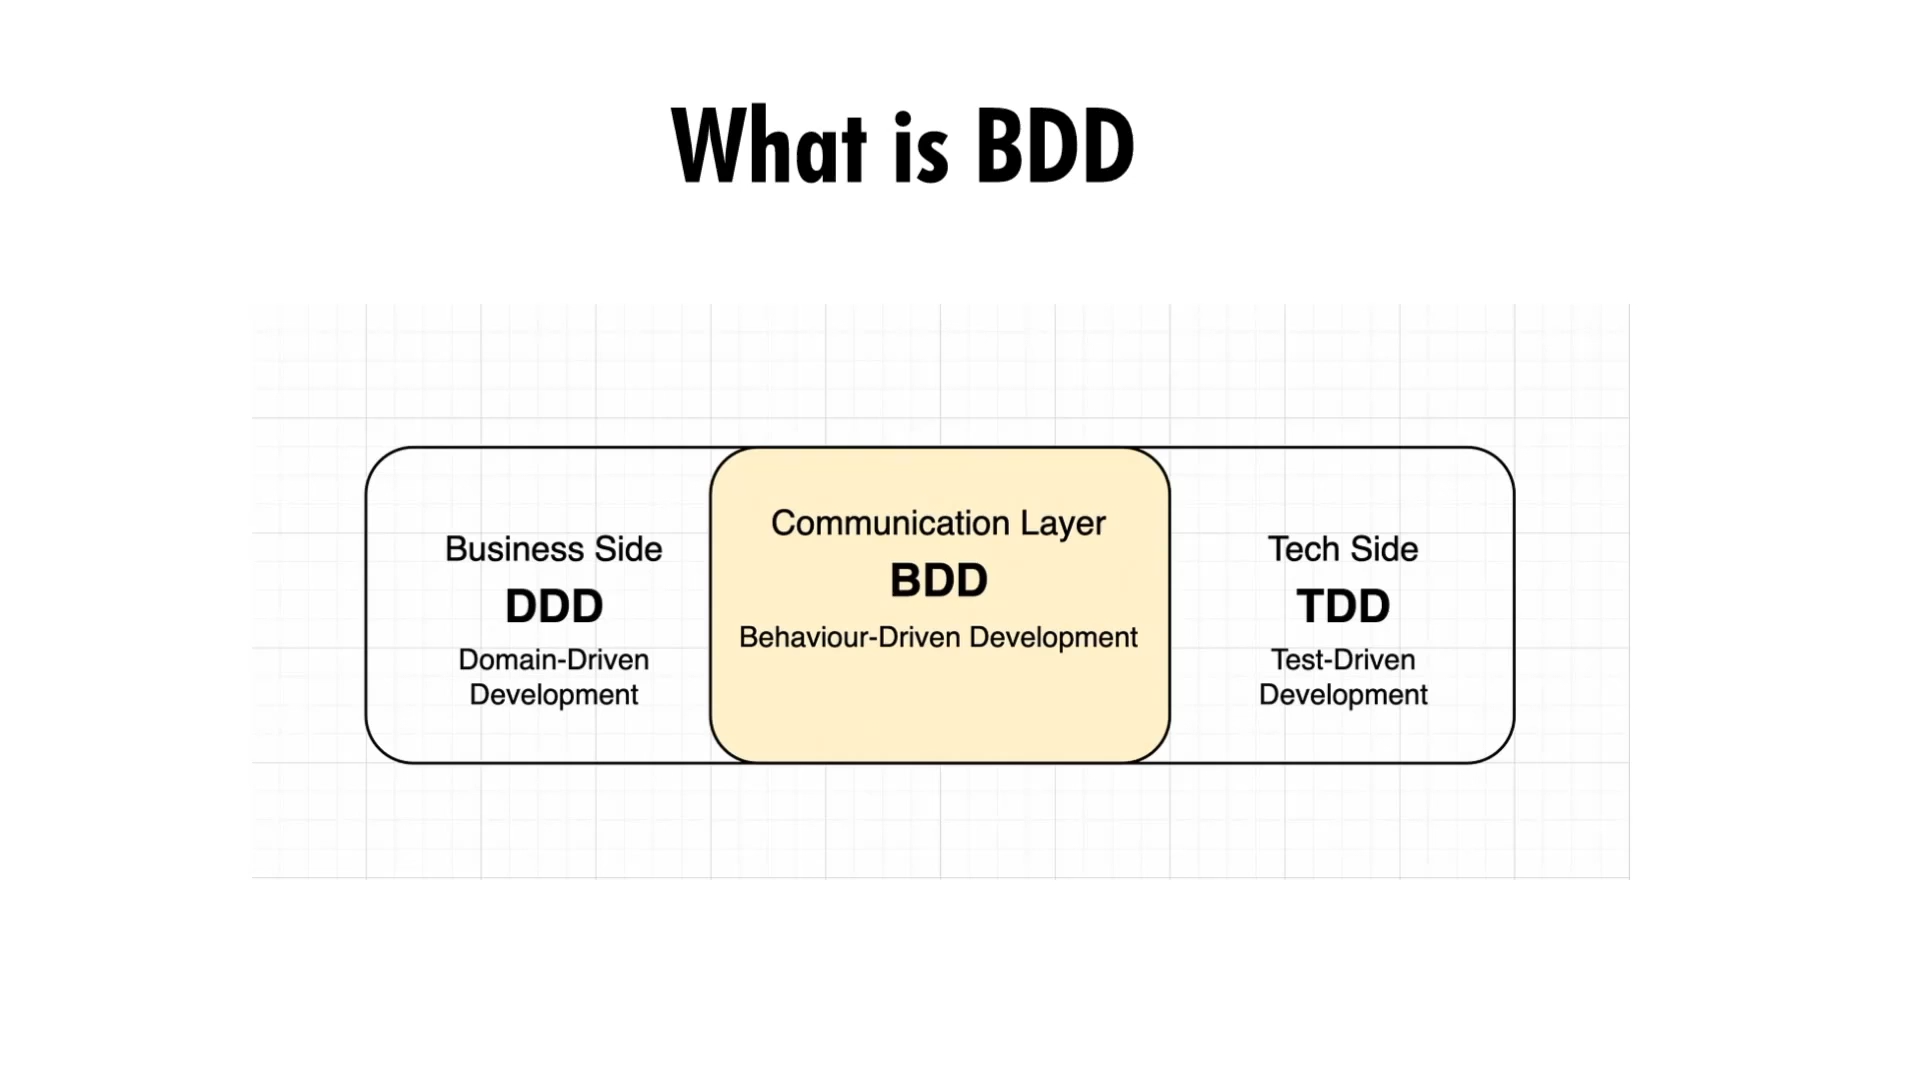 What is BDD
Business Side
DDD
Domain-Driven
Development
Communication Layer
BDD
Behaviour-Driven Development
Tech Side
TDD
Test-Driven
Development